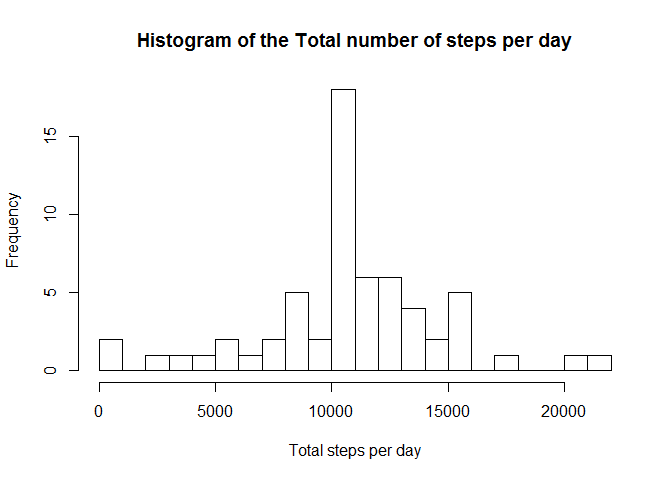 Histogram of the Total number of steps per day
Frequency
15
10
5
0
0 5000 10000 15000 20000
Total steps per day